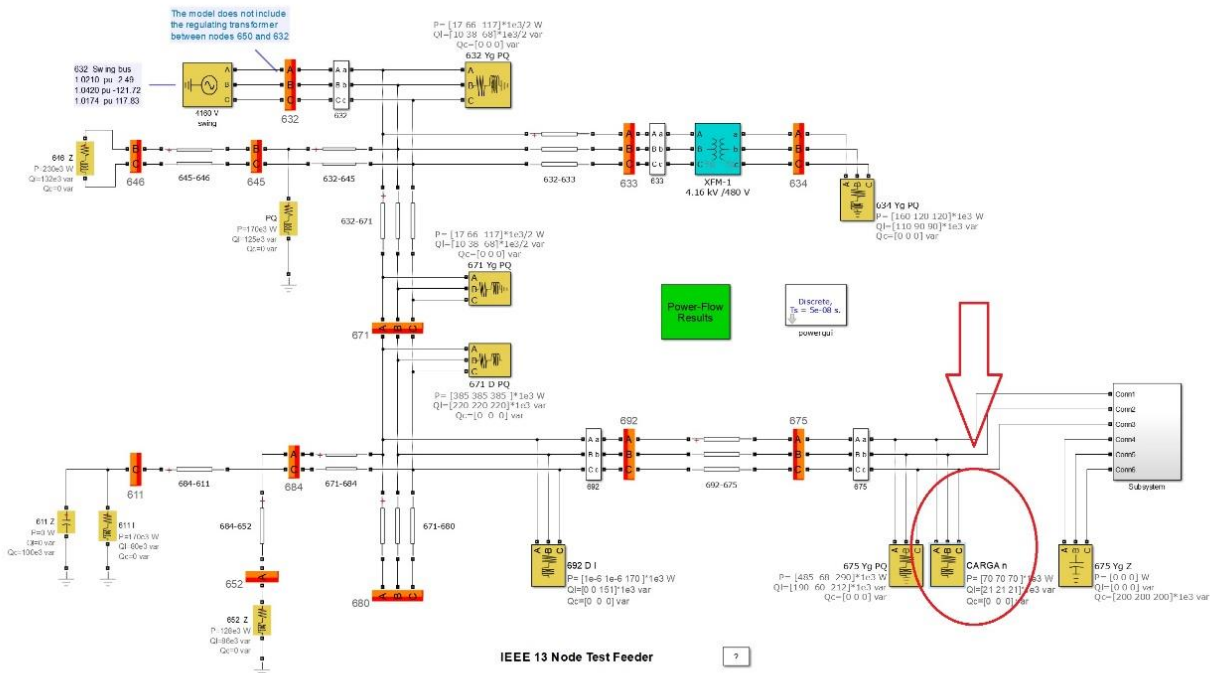 The model does not include
the regulating transformer
between nodes 650 and 632
632 Swing bus
1.0210 pu -2.49
1.0420 pu -121.72
1.0174 pu 117.83
A
B
C
4160 V
swing
A
B
C
632
A a
B b
C c
632
P= [17 66 117]*1e3/2 W
Ql=[10 38 68]*1e3/2 var
Qc=[0 0 0] var
A
B
C
632 Yg PQ
646 Z
P=230e3 W
Ql=132e3 var
Qc=0 var
B
C
646
645-646
B
C
645
632-645
PQ
P=170e3 W
Ql=125e3 var
Qc=0 var
632-633
A
B
C
633
A a
B b
C c
633
A a
B b
C c
XFM-1
4.16 kV /480 V
A
B
C
634
A B C
634 Yg PQ
P= [160 120 120]*1e3 W
Ql=[110 90 90]*1e3 var
Qc=[0 0 0] var
632-671
P= [17 66 117]*1e3/2 W
Ql=[10 38 68]*1e3/2 var
Qc=[0 0 0] var
A
B
C
671 Yg PQ
671
A B C
A
B
C
671 D PQ
P= [385 385 385 ]*1e3 W
Ql=[220 220 220]*1e3 var
Qc=[0 0 0] var
Power-Flow
Results
Discrete,
Ts = 5e-08 s.
powergui
692
A
B
C
A a
B b
C c
692
692-675
675
A
B
C
A a
B b
C c
675
Conn1
Conn2
Conn3
Conn4
Conn5
Conn6
Subsystem
C
611
684-611
A
C
684
671-684
671-680
611 Z
P=0 W
Ql=0 var
Qc=100e3 var
611 I
P=170e3 W
Ql=80e3 var
Qc=0 var
684-652
652
A
652 Z
P=128e3 W
Ql=86e3 var
Qc=0 var
680
A B C
A B C
692 D I
P= [1e-6 1e-6 170]*1e3 W
Ql=[0 0 151]*1e3 var
Qc=[0 0 0] var
A B C
675 Yg PQ
P= [485 68 290]*1e3 W
Ql=[190 60 212]*1e3 var
Qc=[0 0 0] var
A B C
CARGA n
P= [70 70 70]*1e3 W
Ql=[21 21 21]*1e3 var
Qc=[0 0 0] var
A B C
675 Yg Z
P= [0 0 0] W
Ql=[0 0 0] var
Qc=[200 200 200]*1e3 var
IEEE 13 Node Test Feeder
?